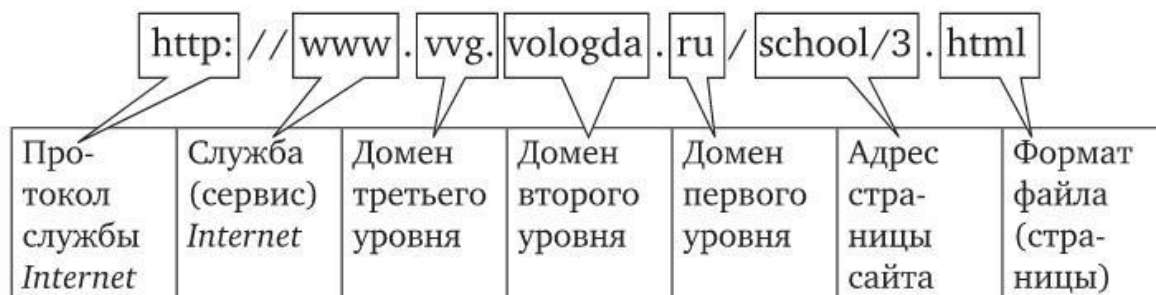 http: // www . vvg. vologda . ru / school/3 . html
Про-
токол
службы
Internet
Служба
(сервис)
Internet
Домен
третьего
уровня
Домен
второго
уровня
Домен
первого
уровня
Адрес
стра-
ницы
сайта
Формат
файла
(стра-
ницы)